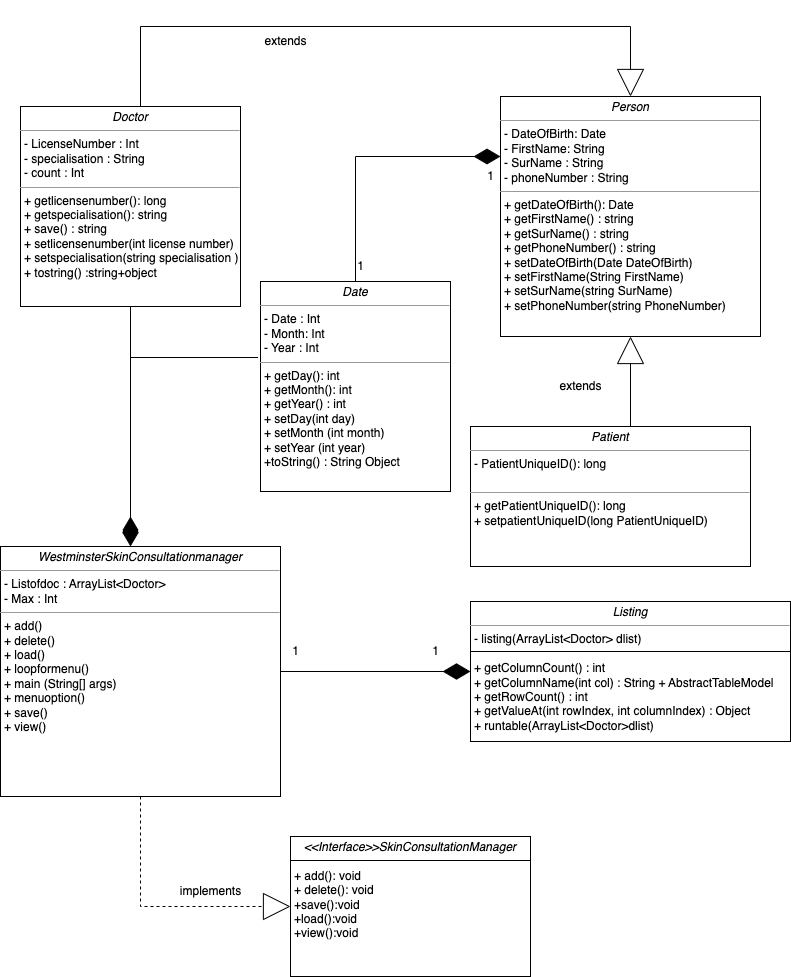 extends
Doctor
- LicenseNumber : Int
- specialisation : String
- count : Int
+ getlicensenumber(): long
+ getspecialisation(): string
+ save() : string
+ setlicensenumber(int license number)
+ setspecialisation(string specialisation )
+ tostring() :string+object
Person
- DateOfBirth: Date
- FirstName: String
- SurName : String
- phoneNumber : String
+ getDateOfBirth(): Date
+ getFirstName() : string
+ getSurName() : string
+ getPhoneNumber() : string
+ setDateOfBirth(Date DateOfBirth)
+ setFirstName(String FirstName)
+ setSurName(string SurName)
+ setPhoneNumber(string PhoneNumber)
1
1
Date
- Date : Int
- Month: Int
- Year : Int
+ getDay(): int
+ getMonth(): int
+ getYear() : int
+ setDay(int day)
+ setMonth (int month)
+ setYear (int year)
+toString() : String Object
extends
Patient
- PatientUniqueID(): long
+ getPatientUniqueID(): long
+ setpatientUniqueID(long PatientUniqueID)
WestminsterSkinConsultationmanager
- Listofdoc : ArrayList<Doctor>
- Max : Int
+ add()
+ delete()
+ load()
+ loopformenu()
+ main (String[] args)
+ menuoption()
+ save()
+ view()
1
1
Listing
- listing(ArrayList<Doctor> dlist)
+ getColumnCount() : int
+ getColumnName(int col) : String + AbstractTableModel
+ getRowCount() : int
+ getValueAt(int rowIndex, int columnIndex) : Object
+ runtable(ArrayList<Doctor>dlist)
implements
<<Interface>>SkinConsultationManager
+ add(): void
+ delete(): void
+save():void
+load():void
+view():void